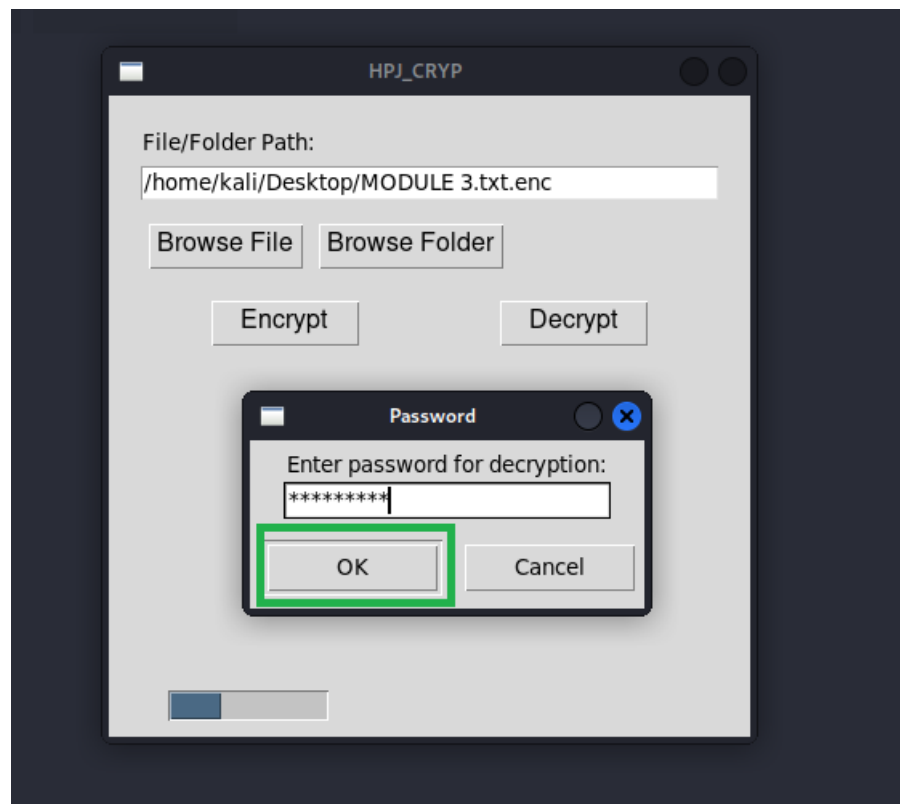 HPJ_CRYP
File/Folder Path:
/home/kali/Desktop/MODULE 3.txt.enc
Browse File Browse Folder
Encrypt Decrypt
Password
Enter password for decryption:
*********
OK Cancel